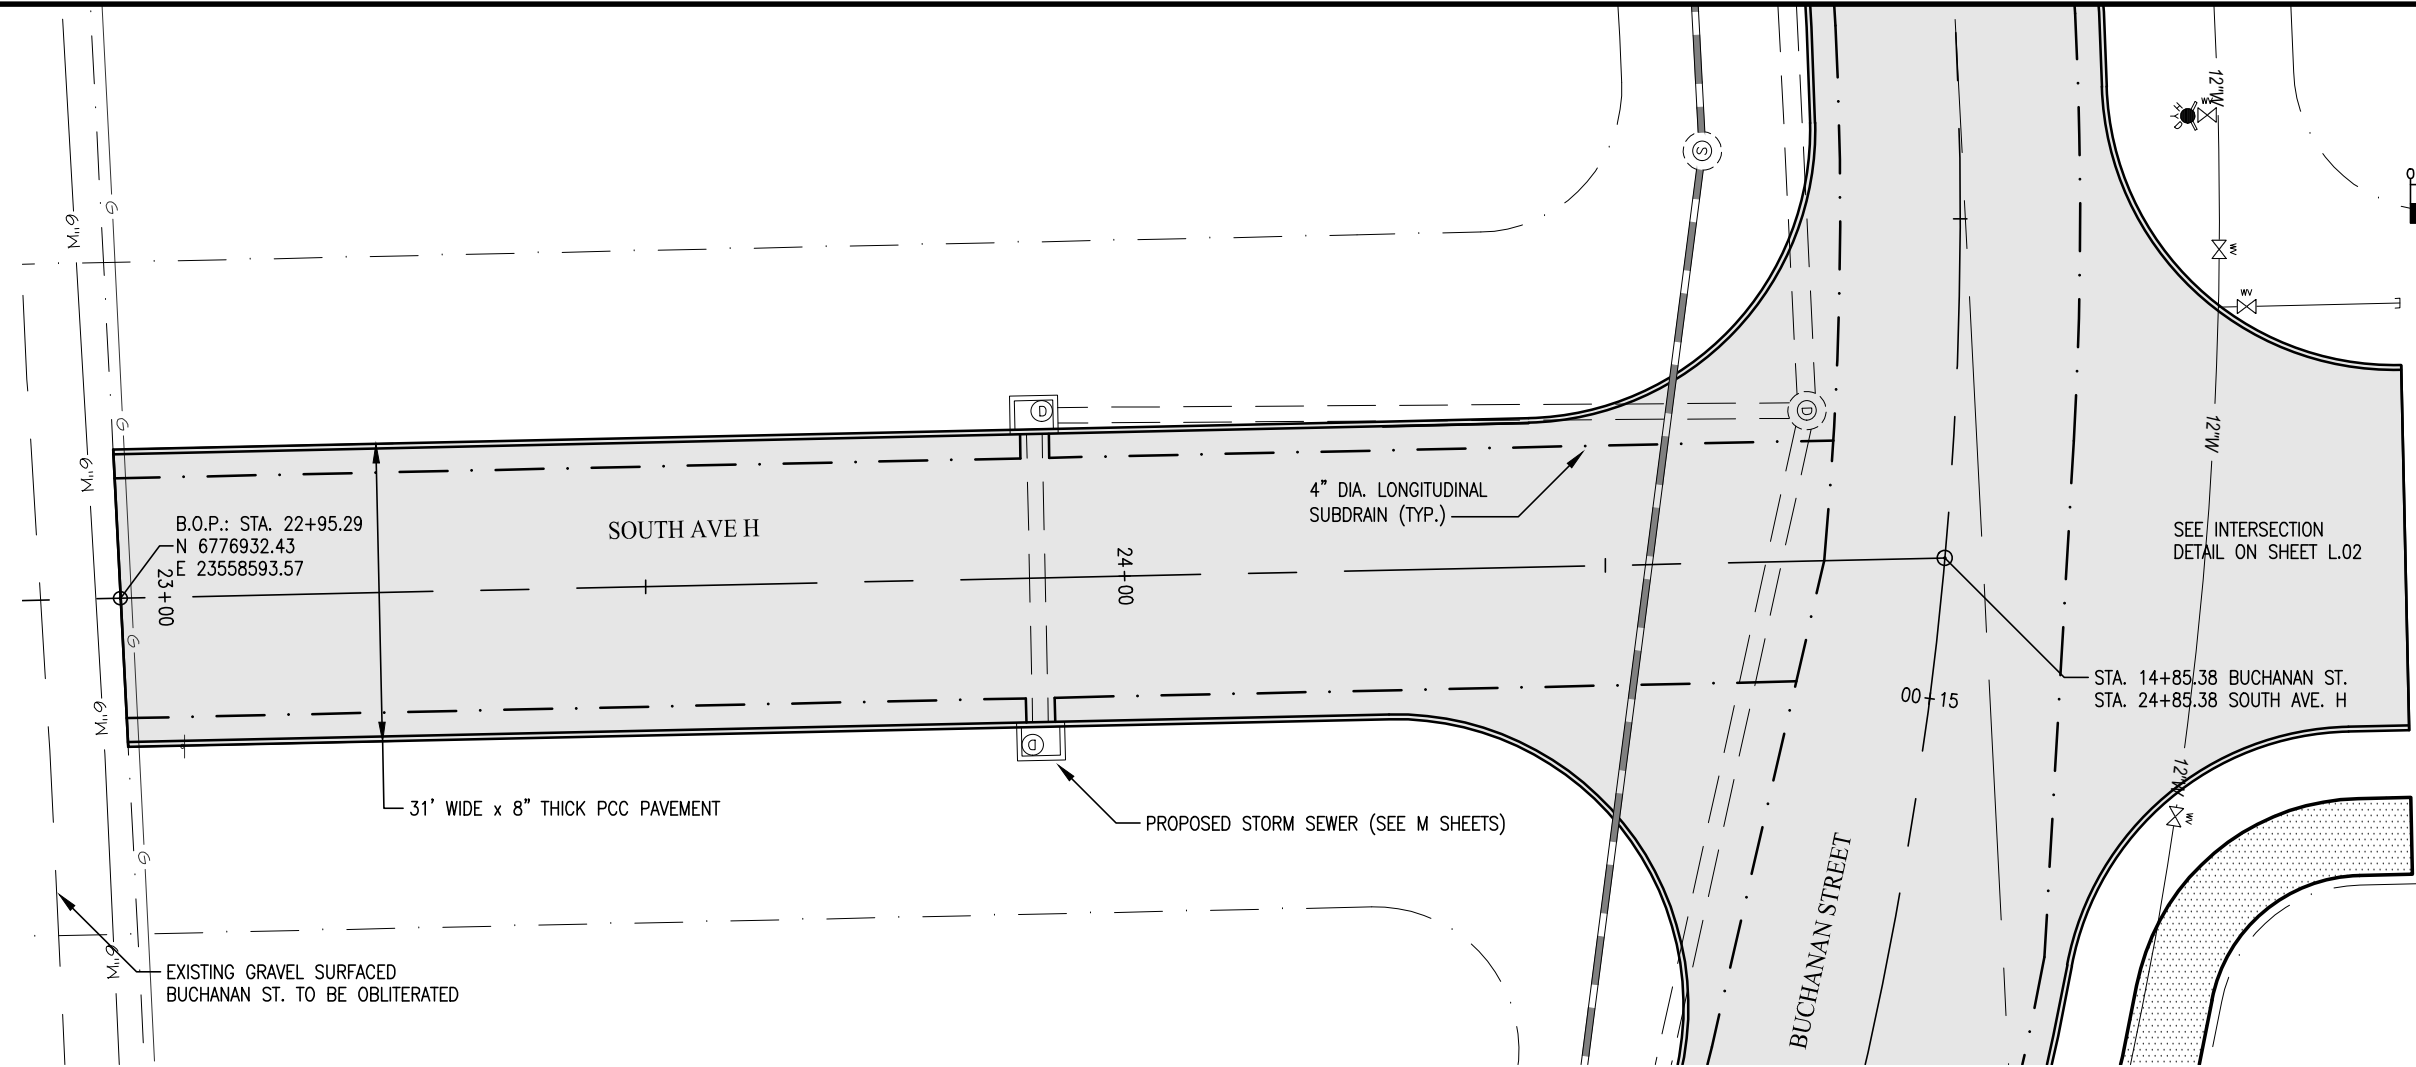 12"W
WV
HYD
S
6"W
G
WV
WV
D
D
G
12"W
6"W
4" DIA. LONGITUDINAL
SUBDRAIN (TYP.)
B.O.P.: STA. 22+95.29
N 6776932.43
E 23558593.57
SOUTH AVE H
SEE INTERSECTION
DETAIL ON SHEET L.02
23+00
24+00
G
STA. 14+85.38 BUCHANAN ST.
STA. 24+85.38 SOUTH AVE. H
00+15
6"W
D
12"W
WV
31' WIDE x 8" THICK PCC PAVEMENT
PROPOSED STORM SEWER (SEE M SHEETS)
G
BUCHANAN STREET
6"W
EXISTING GRAVEL SURFACED
BUCHANAN ST. TO BE OBLITERATED